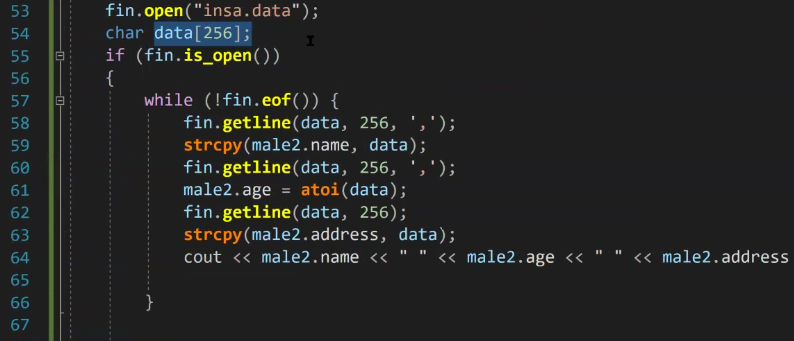 53 fin.open("insa.data");
54 char data[256];
55 if (fin.is_open())
56 {
57 while (!fin.eof()) {
58 fin.getline(data, 256, ',');
59 strcpy(male2.name, data);
60 fin.getline(data, 256, ',');
61 male2.age = atoi(data);
62 fin.getline(data, 256);
63 strcpy(male2.address, data);
64 cout << male2.name << " " << male2.age << " " << male2.address
65
66 }
67